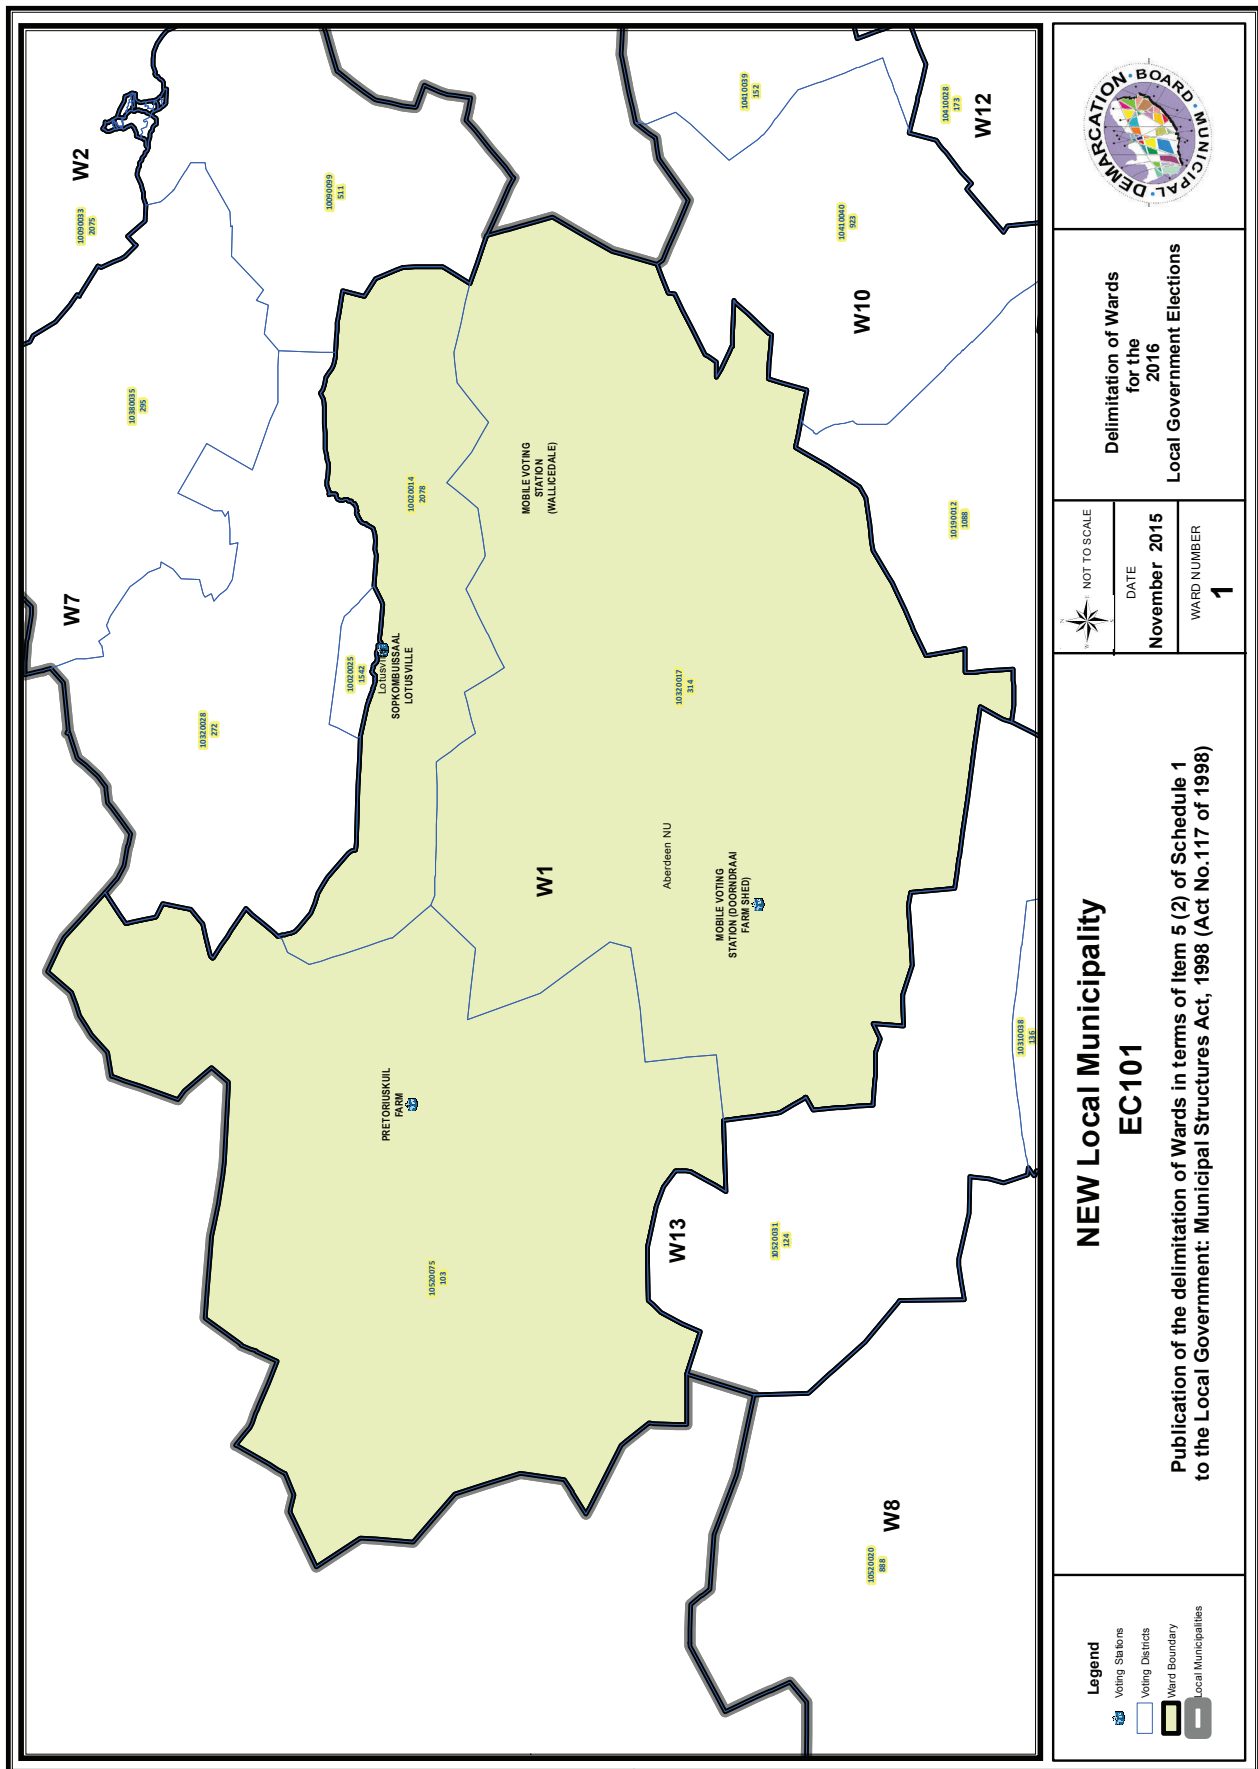 W2
10090033
2075
10090099
511
10410039
152
10410028
173
W12
10410040
923
W10
10380035
295
10020014
2078
MOBILE VOTING
STATION
(WALLICEDALE)
10190012
1088
W7
10320028
272
10020025
1542
SOPKOMBUISSAAL
LOTUSVILLE
10320017
314
W1
Aberdeen NU
MOBILE VOTING
STATION (DOORNDRAAI
FARM SHED)
PRETORIUSKUIL
FARM
10310038
136
W13
10520031
124
10520075
103
W8
10520020
888
Legend
Voting Stations
Voting Districts
Ward Boundary
Local Municipalities
NEW Local Municipality
EC101
Publication of the delimitation of Wards in terms of Item 5 (2) of Schedule 1
to the Local Government: Municipal Structures Act, 1998 (Act No.117 of 1998)
N
E
S
W
NOT TO SCALE
DATE
November 2015
WARD NUMBER
1
Delimitation of Wards
for the
2016
Local Government Elections
MUNICIPAL · DEMARCATION · BOARD ·